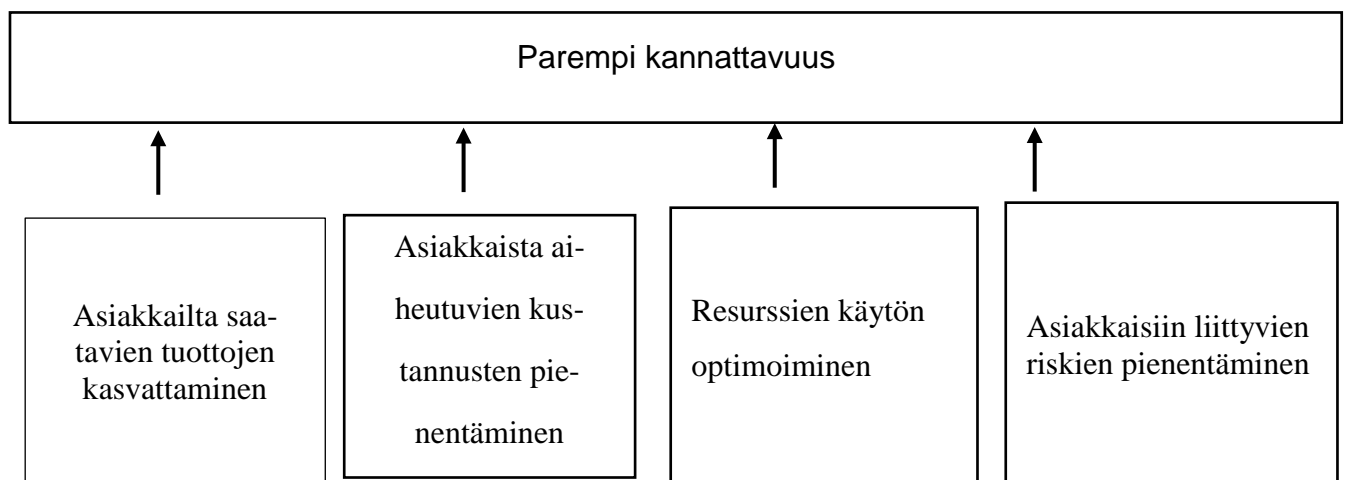 Parempi kannattavuus
Asiakkailta saa-
tavien tuottojen
kasvattaminen
Asiakkaista ai-
heutuvien kus-
tannusten pie-
nentäminen
Resurssien käytön
optimoiminen
Asiakkaisiin liittyvien
riskien pienentäminen